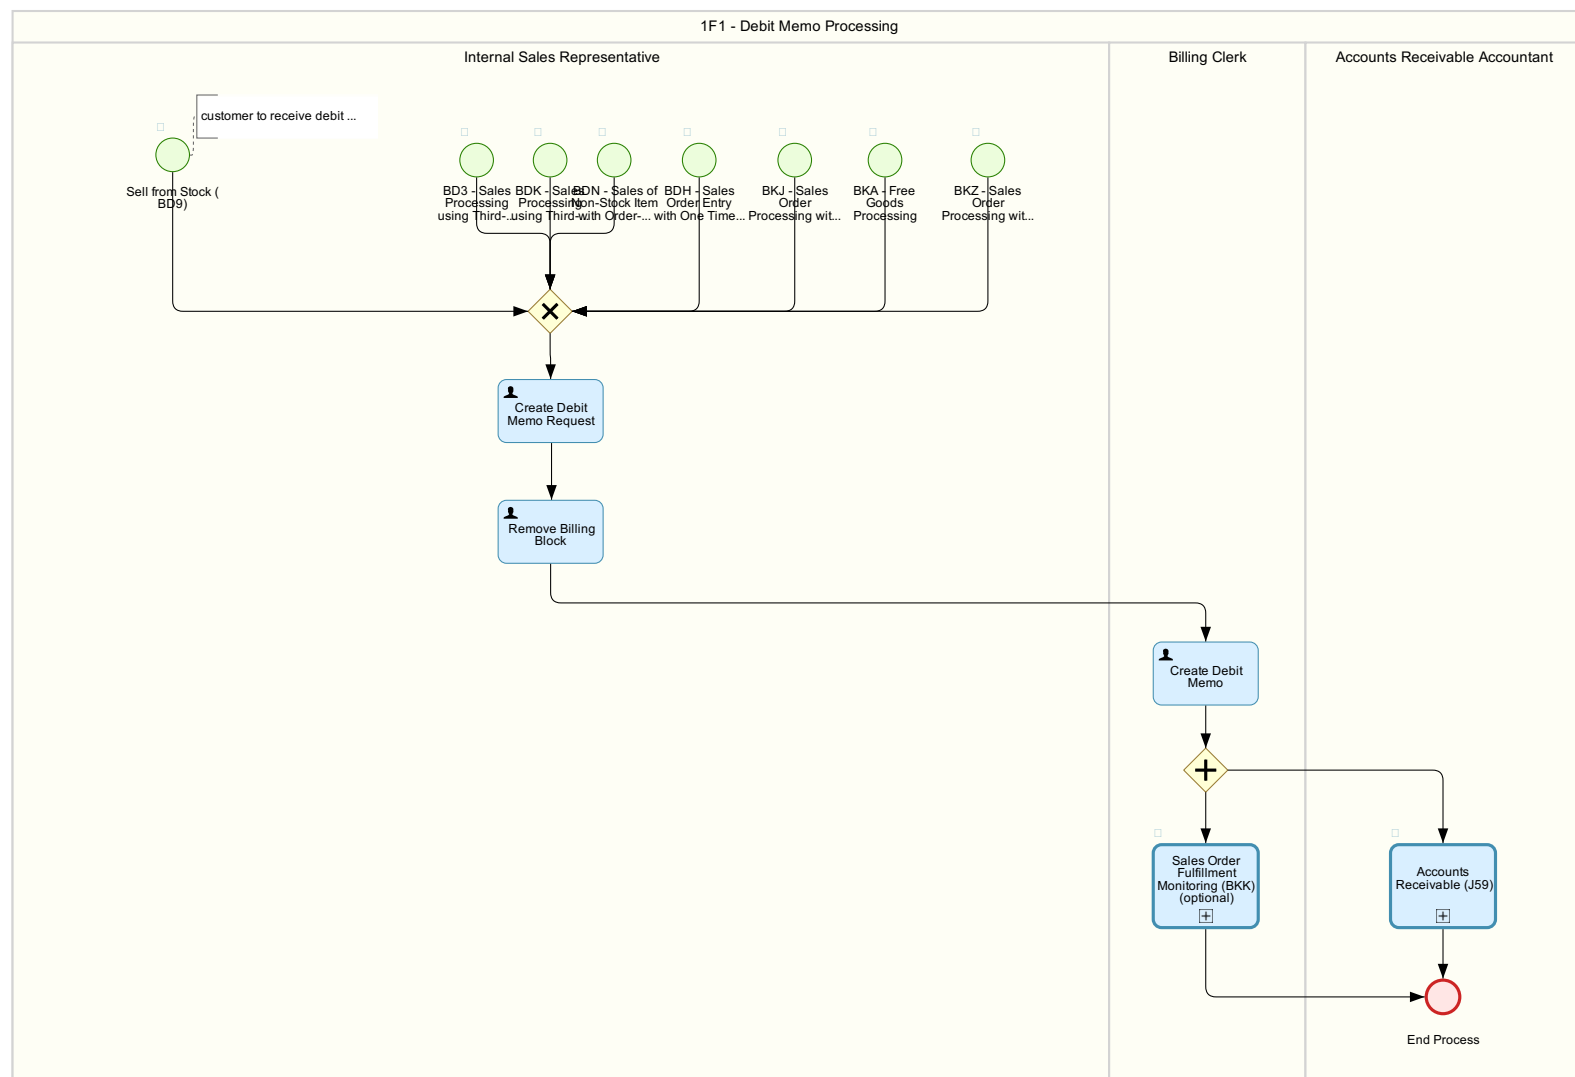 1F1 - Debit Memo Processing
Internal Sales Representative
Billing Clerk
Accounts Receivable Accountant
customer to receive debit ...
Sell from Stock (
BD9)
BD3 - Sales
Processing
using Third-...
BDK - Sales
Processing
using Third-...
BDN - Sales of
Non-Stock Item
with Order-...
BDH - Sales
Order Entry
with One Time...
BKJ - Sales
Order
Processing wit...
BKA - Free
Goods
Processing
BKZ - Sales
Order
Processing wit...
Create Debit
Memo Request
Remove Billing
Block
Create Debit
Memo
Sales Order
Fulfillment
Monitoring (BKK)
(optional)
Accounts
Receivable (J59)
End Process